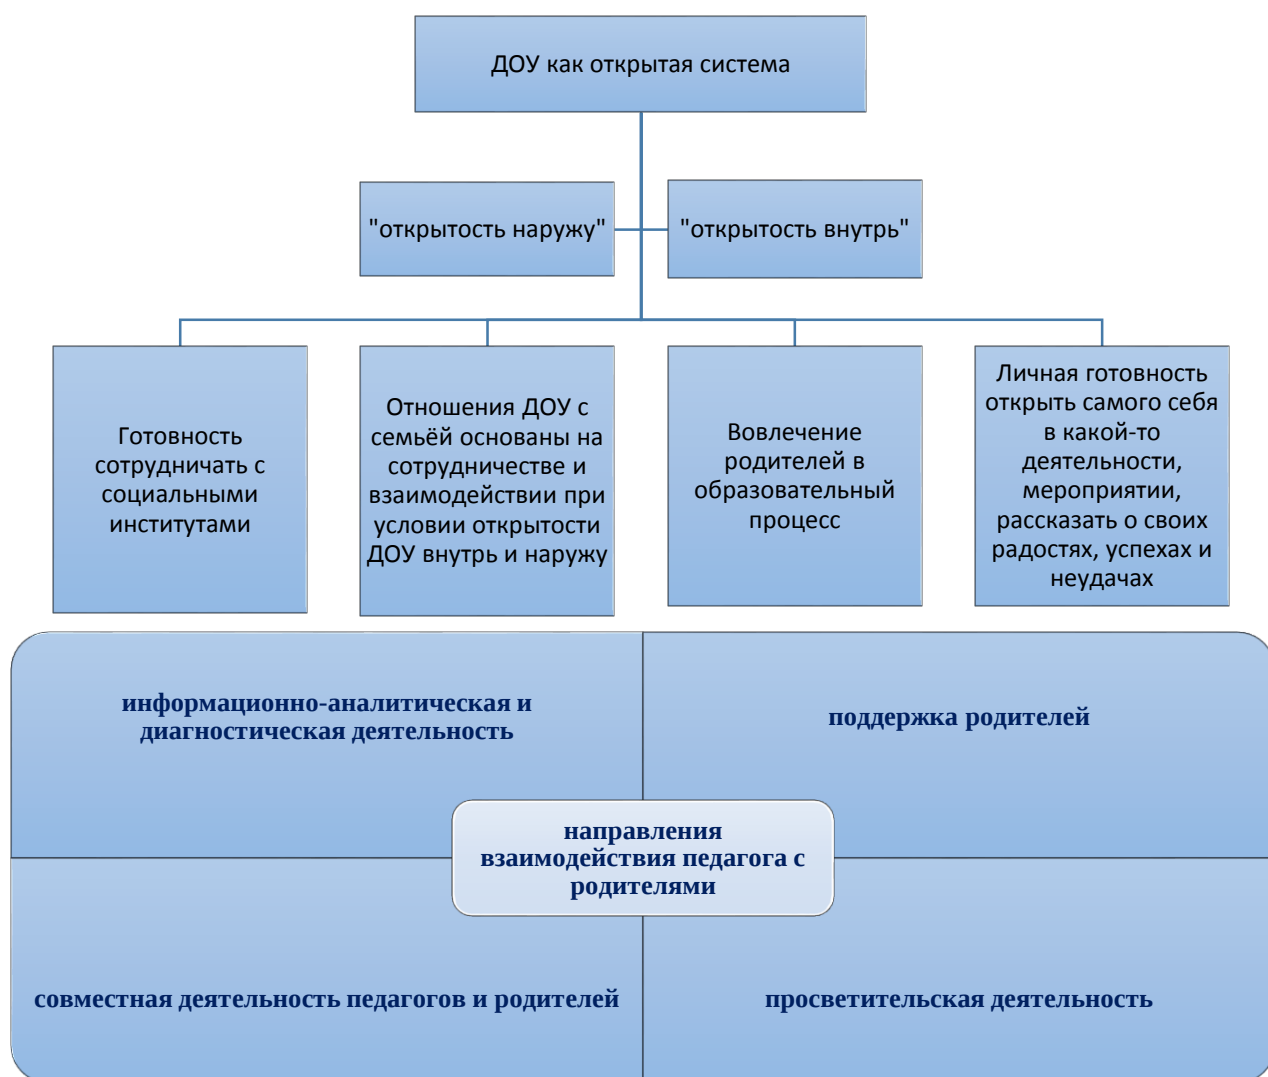 ДОУ как открытая система
"открытость наружу"
"открытость внутрь"
Готовность
сотрудничать с
социальными
институтами
Отношения ДОУ с
семьёй основаны на
сотрудничестве и
взаимодействии при
условии открытости
ДОУ внутрь и наружу
Вовлечение
родителей в
образовательный
процесс
Личная готовность
открыть самого себя
в какой-то
деятельности,
мероприятии,
рассказать о своих
радостях, успехах и
неудачах
информационно-аналитическая и
диагностическая деятельность
поддержка родителей
направления
взаимодействия педагога с
родителями
совместная деятельность педагогов и родителей
просветительская деятельность